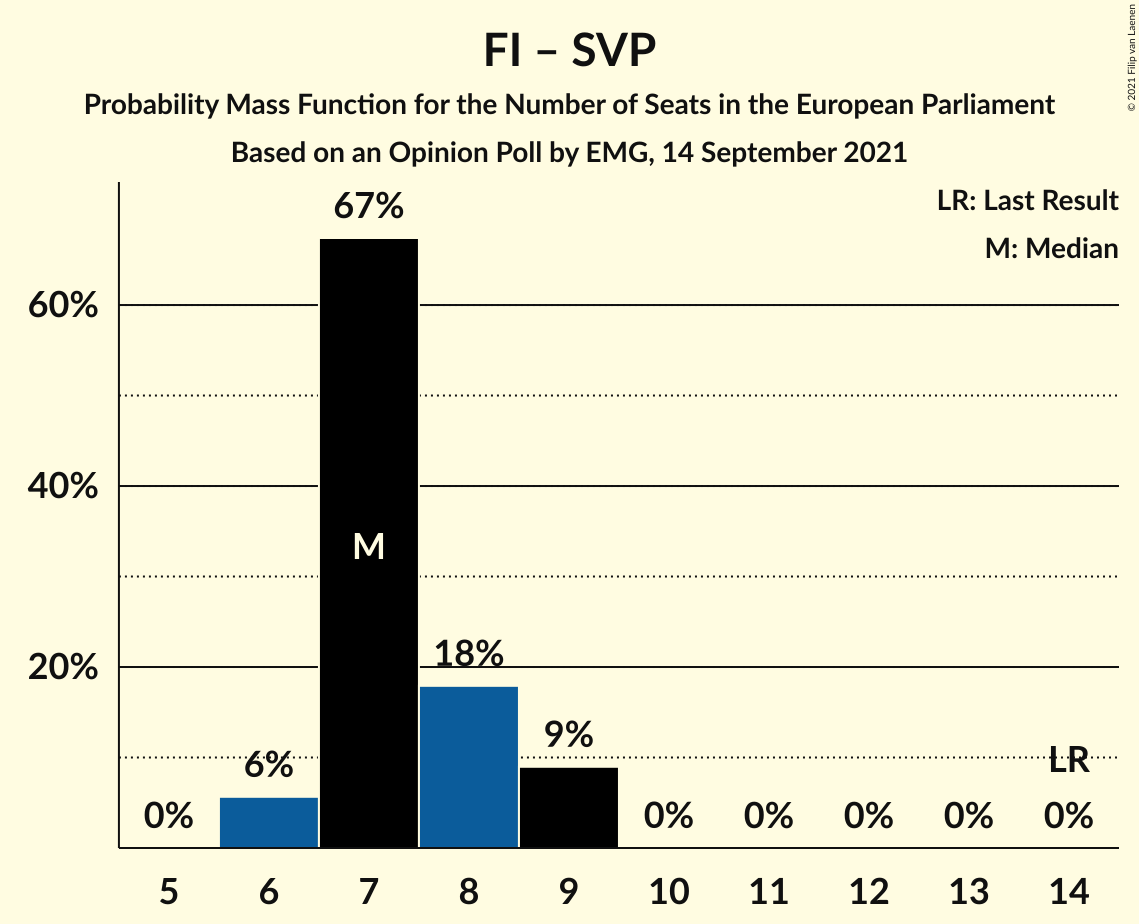 FI – SVP
Probability Mass Function for the Number of Seats in the European Parliament
Based on an Opinion Poll by EMG, 14 September 2021
© 2021 Filip van Laenen
LR: Last Result
M: Median
67%
60%
40%
M
20%
18%
9%
6%
LR
0%
0%
0%
0%
0%
0%
5 6 7 8 9 10 11 12 13 14